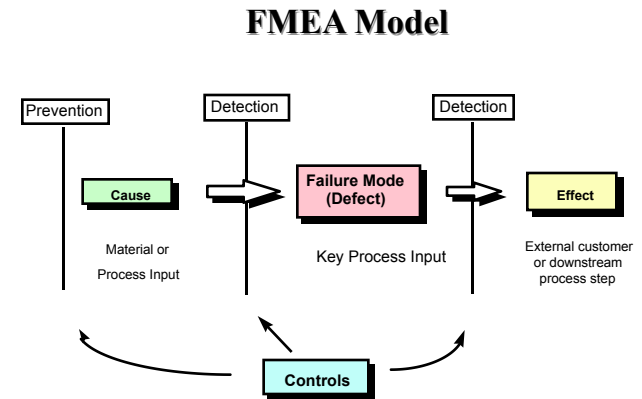 FMEA Model
Prevention
Detection
Detection
Cause
Failure Mode
(Defect)
Effect
Material or
Process Input
Key Process Input
External customer
or downstream
process step
Controls